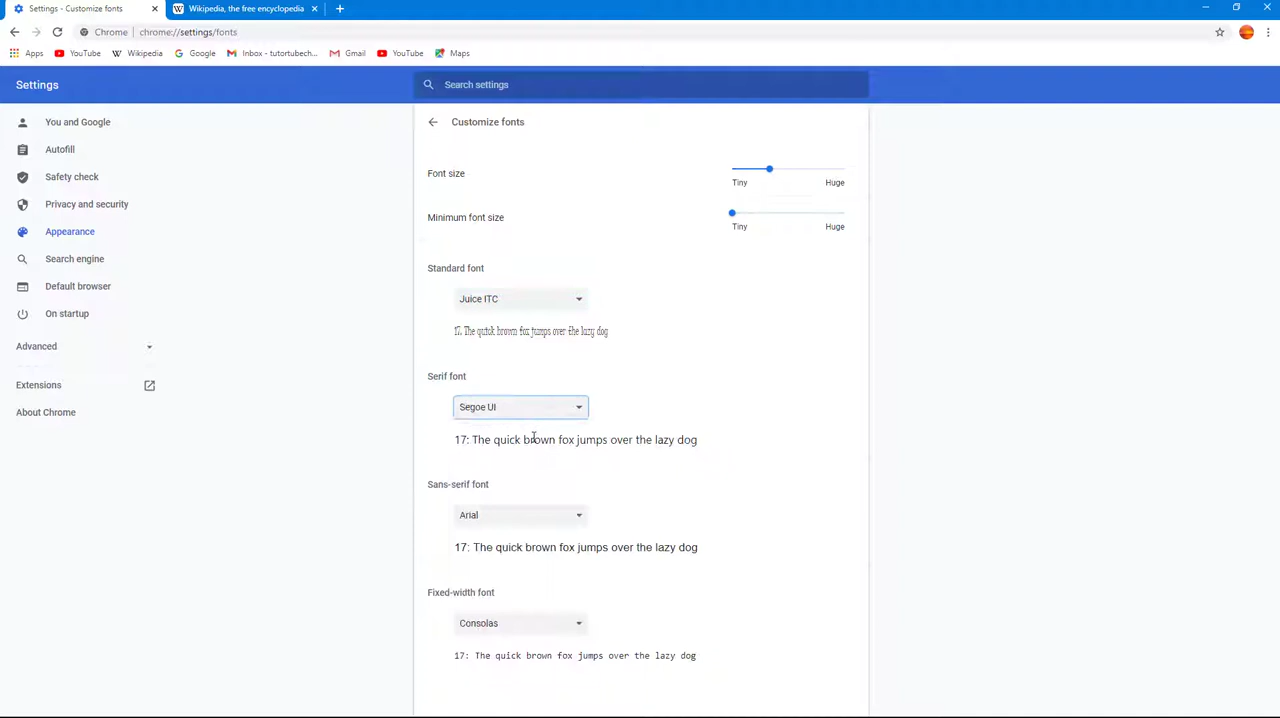 Settings - Customize fonts
Wikipedia, the free encyclopedia
Chrome chrome://settings/fonts
Apps YouTube Wikipedia Google Inbox - tutortubech... Gmail YouTube Maps
Settings
Search settings
You and Google
Autofill
Safety check
Privacy and security
Appearance
Search engine
Default browser
On startup
Advanced
Extensions
About Chrome
Customize fonts
Font size
Tiny Huge
Minimum font size
Tiny Huge
Standard font
Juice ITC
17. The quick brown fox jumps over the lazy dog
Serif font
Segoe UI
17: The quick brown fox jumps over the lazy dog
Sans-serif font
Arial
17: The quick brown fox jumps over the lazy dog
Fixed-width font
Consolas
17: The quick brown fox jumps over the lazy dog